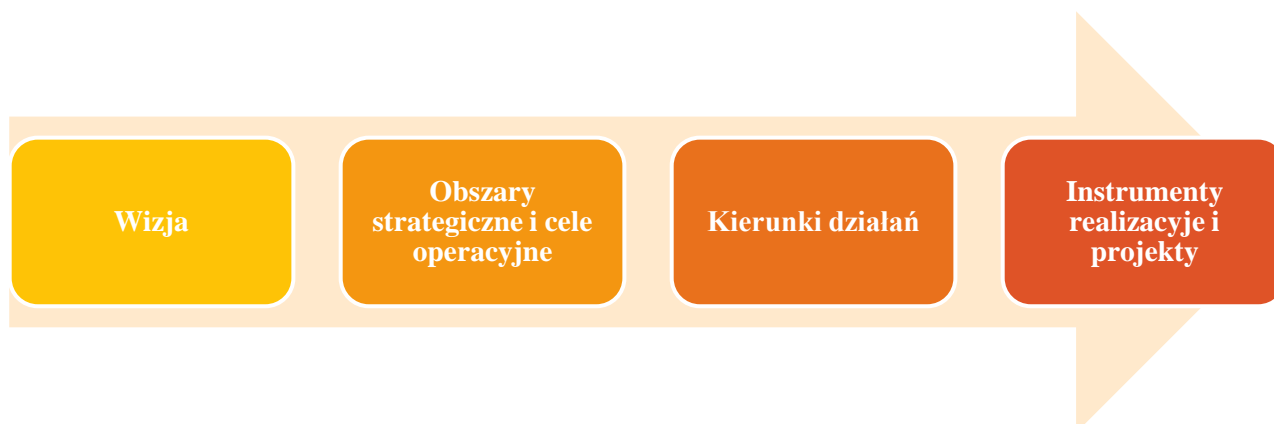 Wizja
Obszary
strategiczne i cele
operacyjne
Kierunki działań
Instrumenty
realizacyje i
projekty